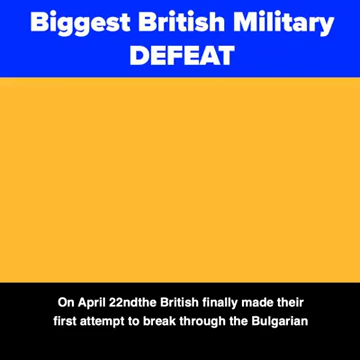 Biggest British Military
DEFEAT
On April 22ndthe British finally made their
first attempt to break through the Bulgarian